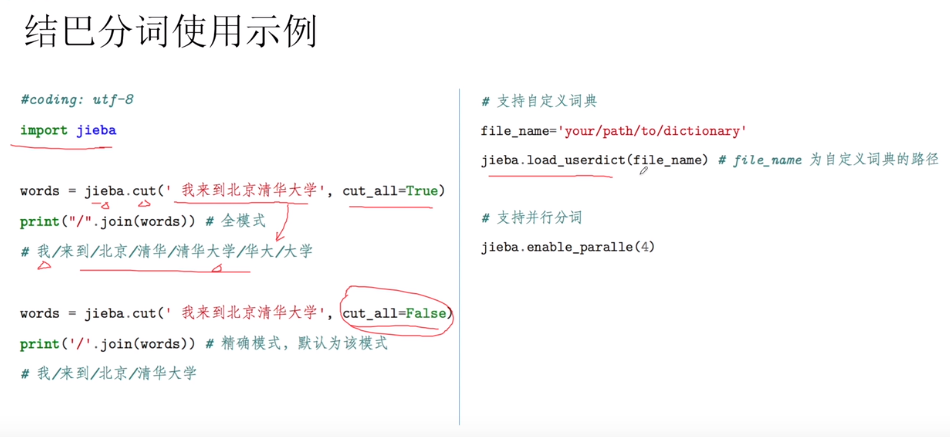 结巴分词使用示例
#coding: utf-8
import jieba
words = jieba.cut(' 我来到北京清华大学', cut_all=True)
print("/".join(words)) # 全模式
# 我/来到/北京/清华/清华大学/华大/大学
words = jieba.cut(' 我来到北京清华大学', cut_all=False)
print('/'.join(words)) # 精确模式，默认为该模式
# 我/来到/北京/清华大学
# 支持自定义词典
file_name='your/path/to/dictionary'
jieba.load_userdict(file_name) # file_name 为自定义词典的路径
# 支持并行分词
jieba.enable_paralle(4)